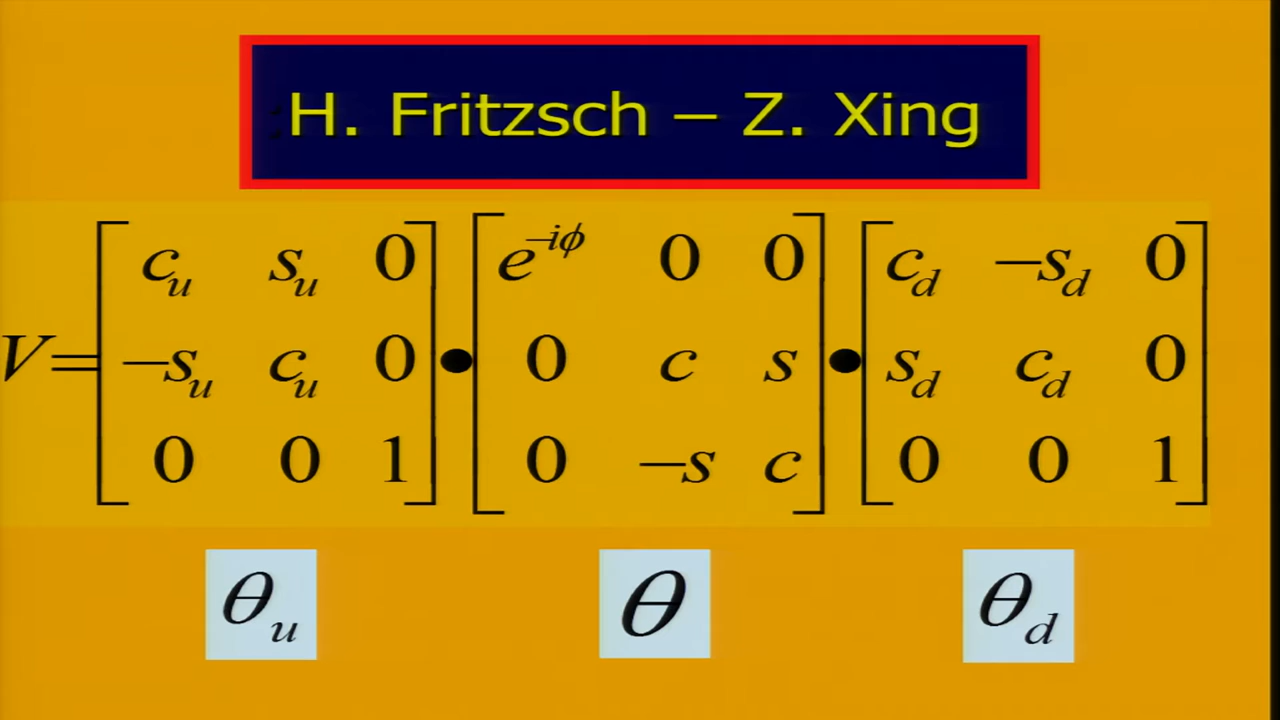 H. Fritzsch – Z. Xing
c_u s_u 0 e^{-iφ} 0 0 c_d -s_d 0
V= -s_u c_u 0 • 0 c s • s_d c_d 0
0 0 1 0 -s c 0 0 1
θ_u θ θ_d